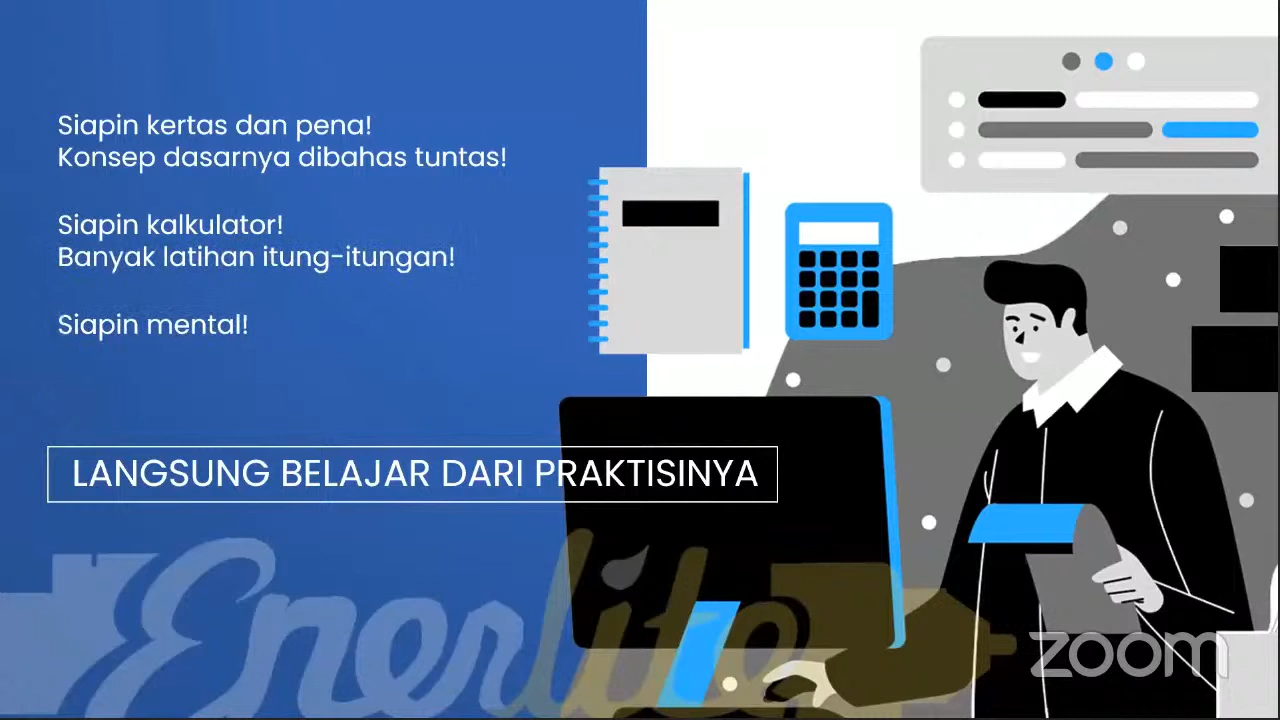 Siapin kertas dan pena!
Konsep dasarnya dibahas tuntas!
Siapin kalkulator!
Banyak latihan itung-itungan!
Siapin mental!
LANGSUNG BELAJAR DARI PRAKTISINYA
Enerlite
zoom